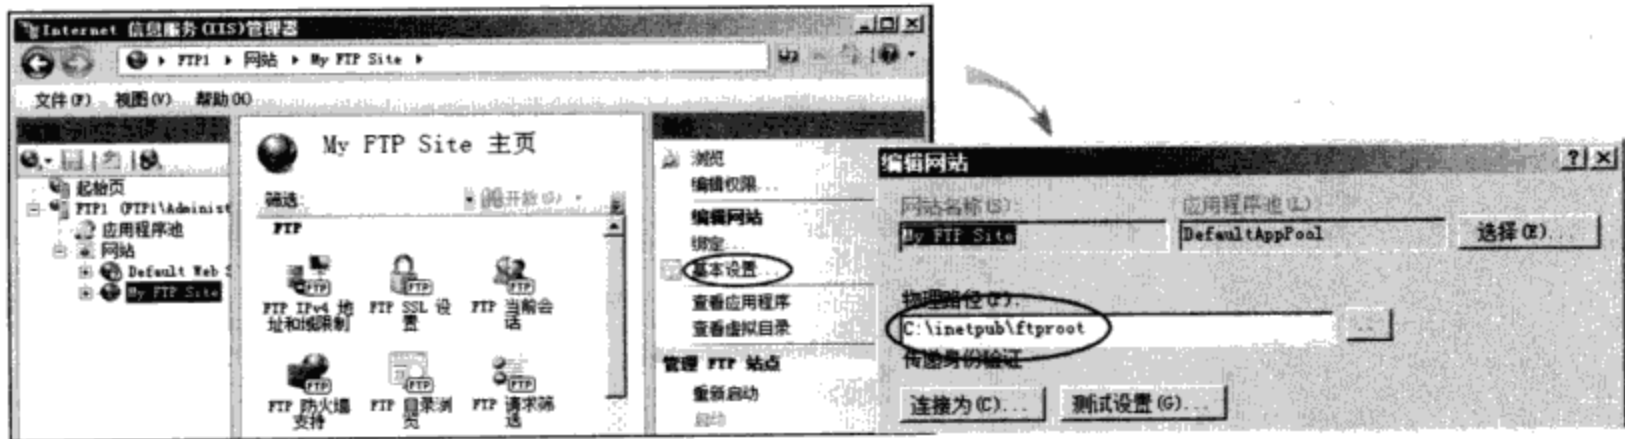 Internet 信息服务(IIS)管理器
FTP1 网站 My FTP Site
文件(F) 视图(V) 帮助(H)
起始页
FTP1 (FTP1\Administ
应用程序池
网站
Default Web S
My FTP Site
My FTP Site 主页
筛选:
FTP
FTP IPv4 地址和域限制
FTP SSL 设置
FTP 当前会话
FTP 防火墙支持
FTP 目录浏览
FTP 请求筛选
浏览
编辑权限...
编辑网站
绑定...
基本设置...
查看应用程序
查看虚拟目录
管理 FTP 站点
重新启动
启动
编辑网站
网站名称(S):
应用程序池(L):
My FTP Site
DefaultAppPool
选择(E)...
物理路径(P):
C:\inetpub\ftproot
...
传递身份验证
连接为(C)...
测试设置(G)...